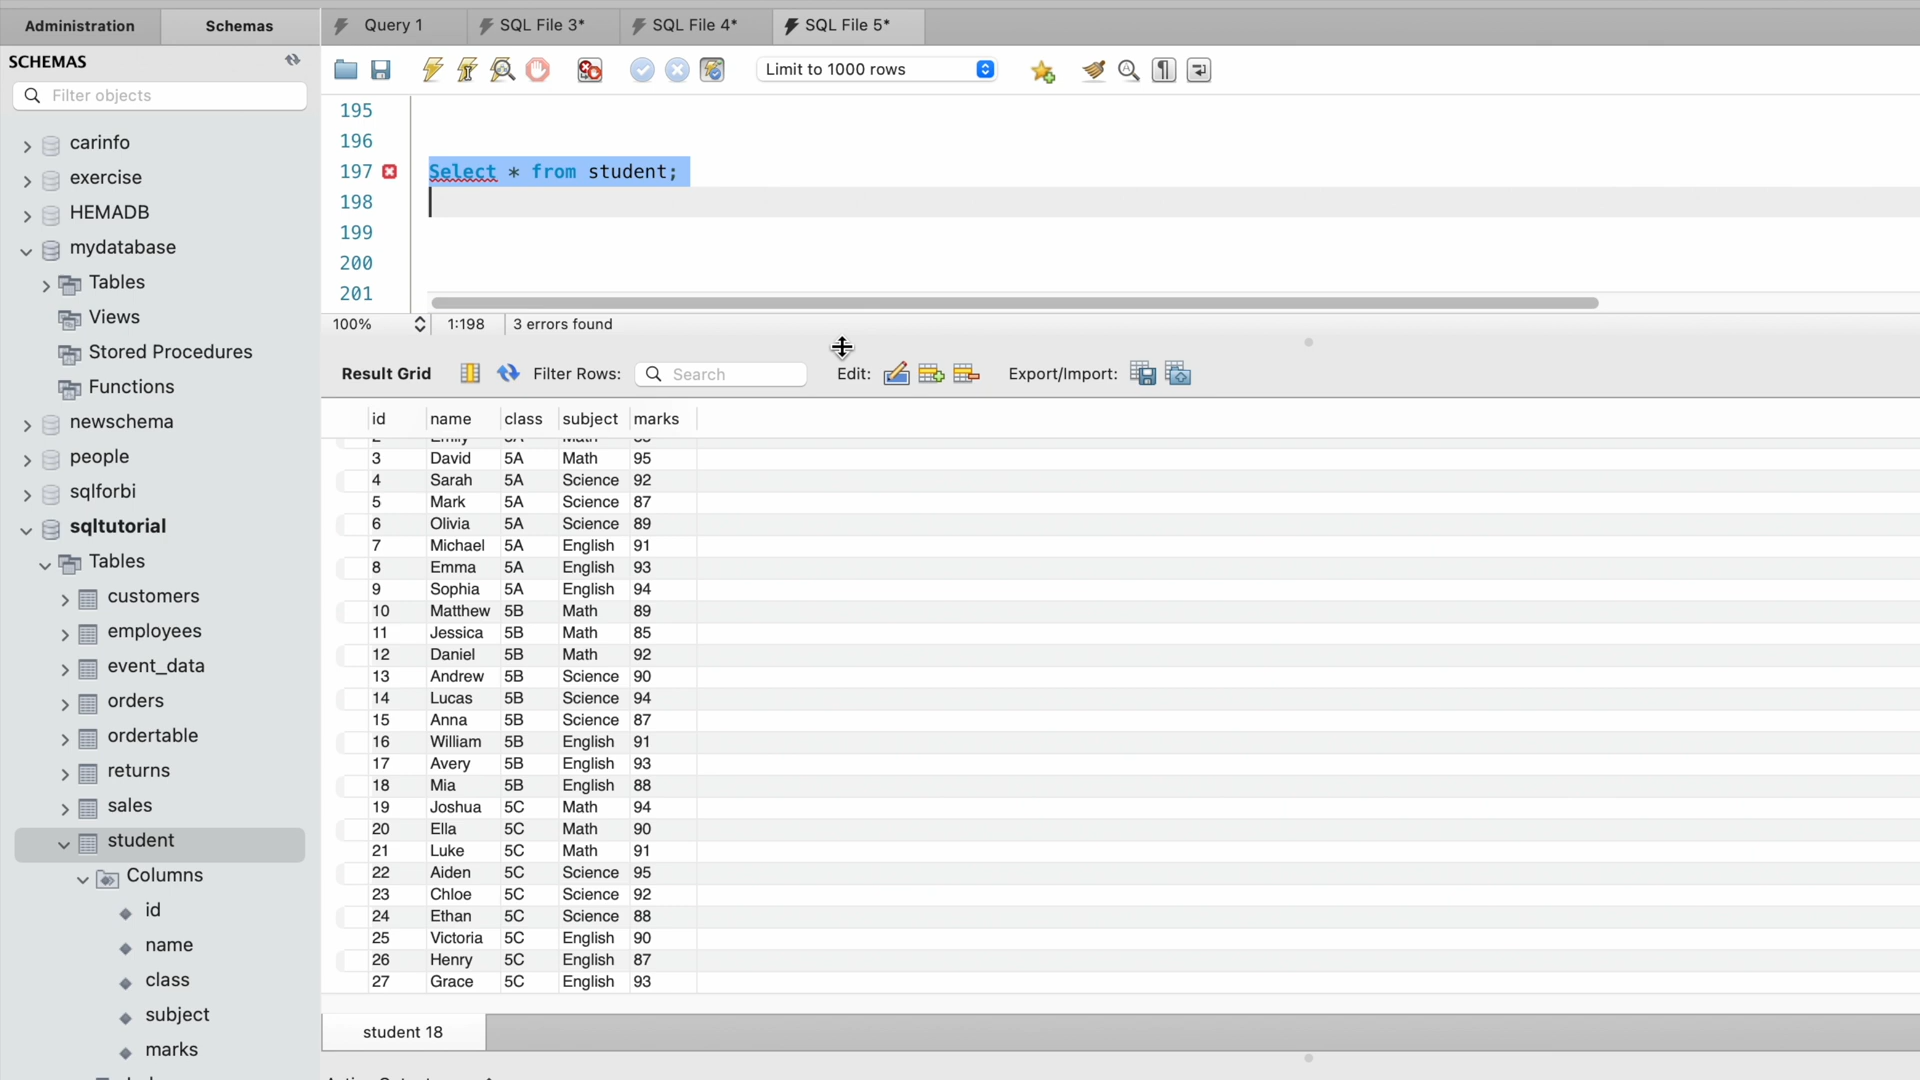 Administration
Schemas
Query 1
SQL File 3*
SQL File 4*
SQL File 5*
SCHEMAS
Filter objects
Limit to 1000 rows
carinfo
exercise
HEMADB
mydatabase
Tables
Views
Stored Procedures
Functions
newschema
people
sqlforbi
sqltutorial
Tables
customers
employees
event_data
orders
ordertable
returns
sales
student
Columns
id
name
class
subject
marks
195
196
197 Select * from student;
198
199
200
201
100% 1:198 3 errors found
Result Grid Filter Rows: Search Edit: Export/Import:
id name class subject marks
3 David 5A Math 95
4 Sarah 5A Science 92
5 Mark 5A Science 87
6 Olivia 5A Science 89
7 Michael 5A English 91
8 Emma 5A English 93
9 Sophia 5A English 94
10 Matthew 5B Math 89
11 Jessica 5B Math 85
12 Daniel 5B Math 92
13 Andrew 5B Science 90
14 Lucas 5B Science 94
15 Anna 5B Science 87
16 William 5B English 91
17 Avery 5B English 93
18 Mia 5B English 88
19 Joshua 5C Math 94
20 Ella 5C Math 90
21 Luke 5C Math 91
22 Aiden 5C Science 95
23 Chloe 5C Science 92
24 Ethan 5C Science 88
25 Victoria 5C English 90
26 Henry 5C English 87
27 Grace 5C English 93
student 18